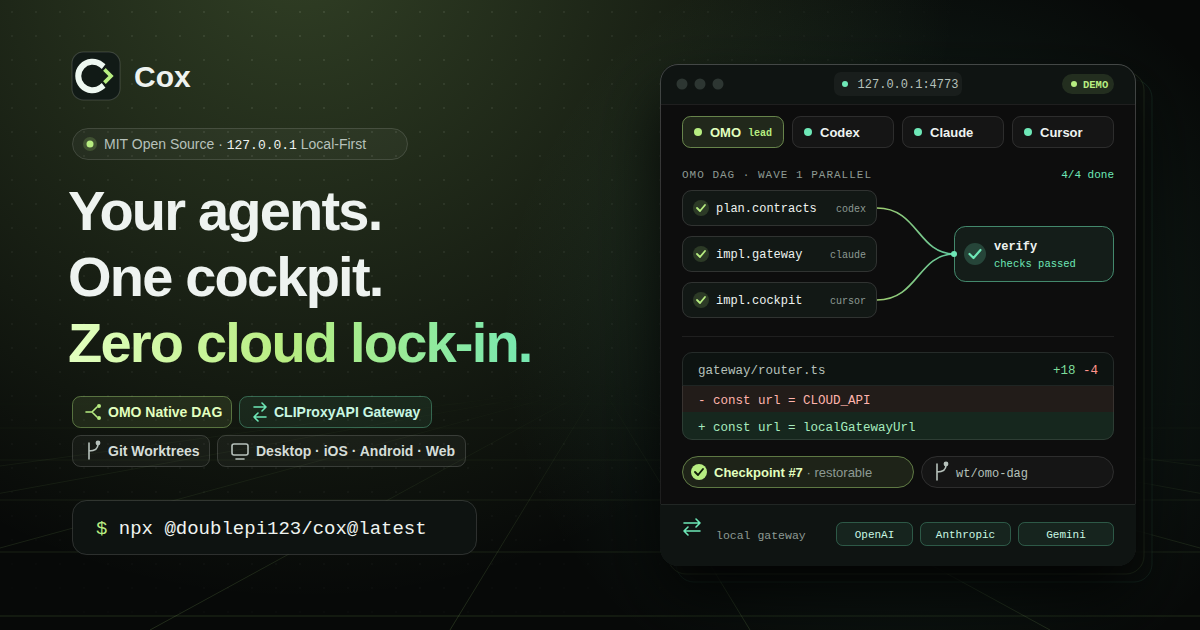 Cox
MIT Open Source · 127.0.0.1 Local-First
Your agents.
One cockpit.
Zero cloud lock-in.
OMO Native DAG
CLIProxyAPI Gateway
Git Worktrees
Desktop · iOS · Android · Web
$ npx @doublepi123/cox@latest
127.0.0.1:4773
DEMO
OMO lead
Codex
Claude
Cursor
OMO DAG · WAVE 1 PARALLEL
4/4 done
plan.contracts codex
impl.gateway claude
impl.cockpit cursor
verify
checks passed
gateway/router.ts
+18 -4
- const url = CLOUD_API
+ const url = localGatewayUrl
Checkpoint #7 · restorable
wt/omo-dag
local gateway
OpenAI
Anthropic
Gemini